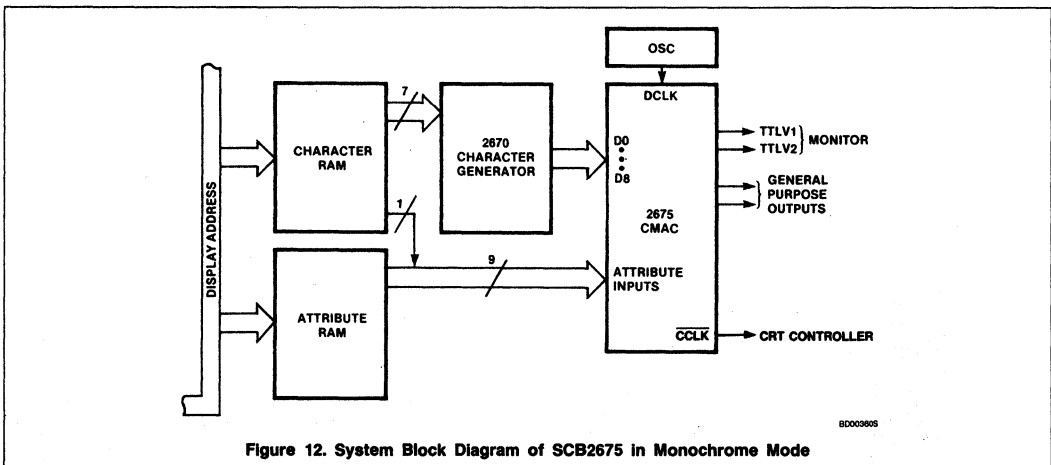 OSC
DCLK
7
CHARACTER
RAM
2670
CHARACTER
GENERATOR
D0
D8
TTLV1
TTLV2
MONITOR
GENERAL
PURPOSE
OUTPUTS
2675
CMAC
1
DISPLAY ADDRESS
9
ATTRIBUTE
INPUTS
ATTRIBUTE
RAM
CCLK
CRT CONTROLLER
BD00360S
Figure 12. System Block Diagram of SCB2675 in Monochrome Mode